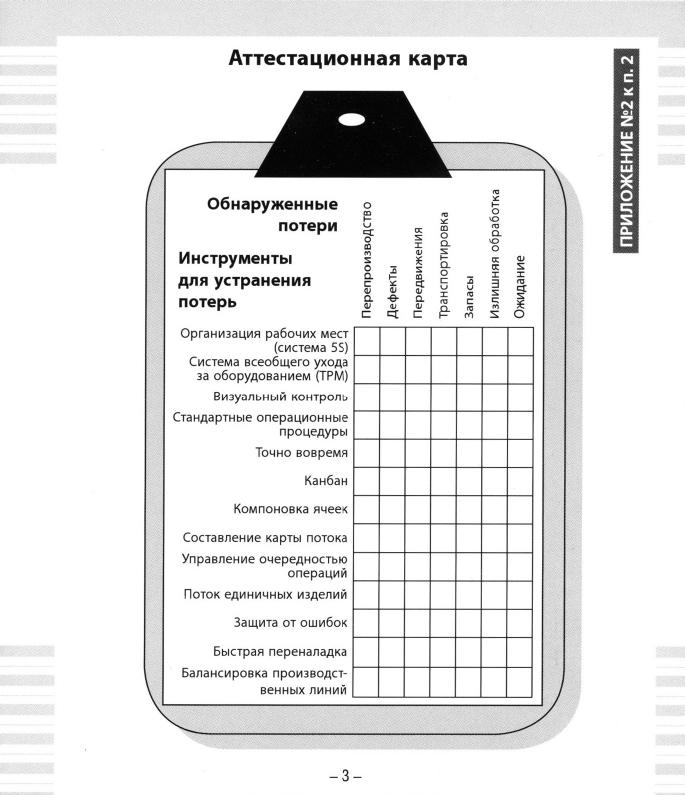 Аттестационная карта
ПРИЛОЖЕНИЕ №2 к п. 2
Обнаруженные
потери
Инструменты
для устранения
потерь
Перепроизводство
Дефекты
Передвижения
Транспортировка
Запасы
Излишняя обработка
Ожидание
Организация рабочих мест
(система 5S)
Система всеобщего ухода
за оборудованием (TPM)
Визуальный контроль
Стандартные операционные
процедуры
Точно вовремя
Канбан
Компоновка ячеек
Составление карты потока
Управление очередностью
операций
Поток единичных изделий
Защита от ошибок
Быстрая переналадка
Балансировка производст-
венных линий
– 3 –